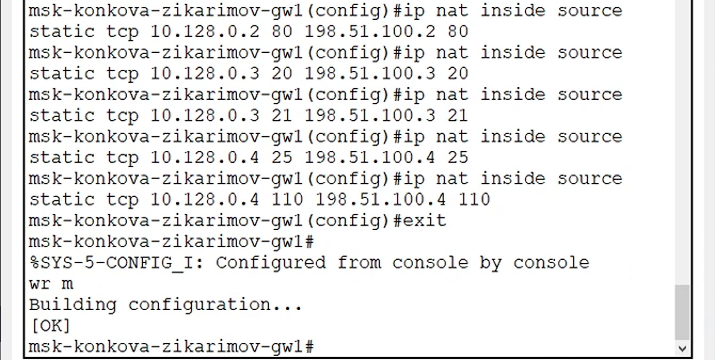 msk-konkova-zikarimov-gw1(config)#ip nat inside source
static tcp 10.128.0.2 80 198.51.100.2 80
msk-konkova-zikarimov-gw1(config)#ip nat inside source
static tcp 10.128.0.3 20 198.51.100.3 20
msk-konkova-zikarimov-gw1(config)#ip nat inside source
static tcp 10.128.0.3 21 198.51.100.3 21
msk-konkova-zikarimov-gw1(config)#ip nat inside source
static tcp 10.128.0.4 25 198.51.100.4 25
msk-konkova-zikarimov-gw1(config)#ip nat inside source
static tcp 10.128.0.4 110 198.51.100.4 110
msk-konkova-zikarimov-gw1(config)#exit
msk-konkova-zikarimov-gw1#
%SYS-5-CONFIG_I: Configured from console by console
wr m
Building configuration...
[OK]
msk-konkova-zikarimov-gw1#